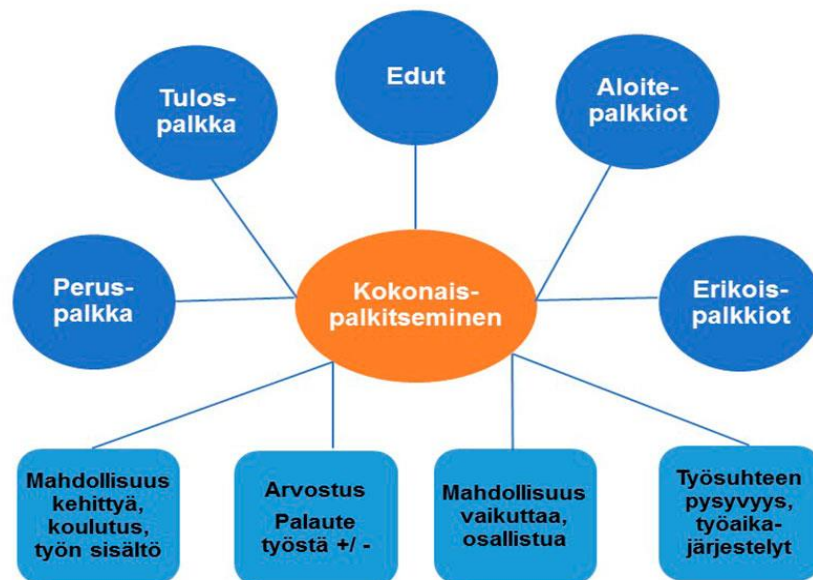 Edut
Tulos-
palkka
Aloite-
palkkiot
Perus-
palkka
Kokonais-
palkitseminen
Erikois-
palkkiot
Mahdollisuus
kehittyä,
koulutus,
työn sisältö
Arvostus
Palaute
työstä +/ -
Mahdollisuus
vaikuttaa,
osallistua
Työsuhteen
pysyvyys,
työaika-
järjestelyt